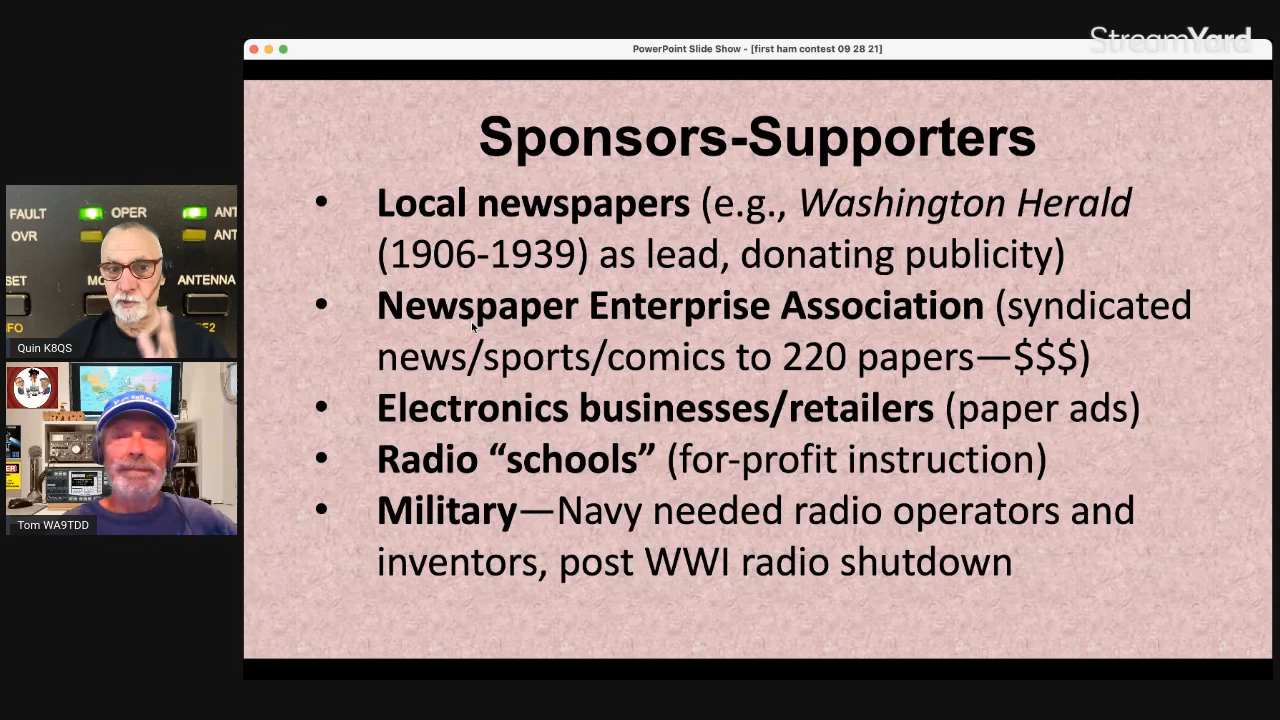 StreamYard
PowerPoint Slide Show - [first ham contest 09 28 21]
Sponsors-Supporters
• Local newspapers (e.g., Washington Herald
(1906-1939) as lead, donating publicity)
• Newspaper Enterprise Association (syndicated
news/sports/comics to 220 papers—$$$)
• Electronics businesses/retailers (paper ads)
• Radio “schools” (for-profit instruction)
• Military—Navy needed radio operators and
inventors, post WWI radio shutdown
FAULT OPER ANT
OVR ANT
SET MO ANTENNA
Quin K8QS
Tom WA9TDD